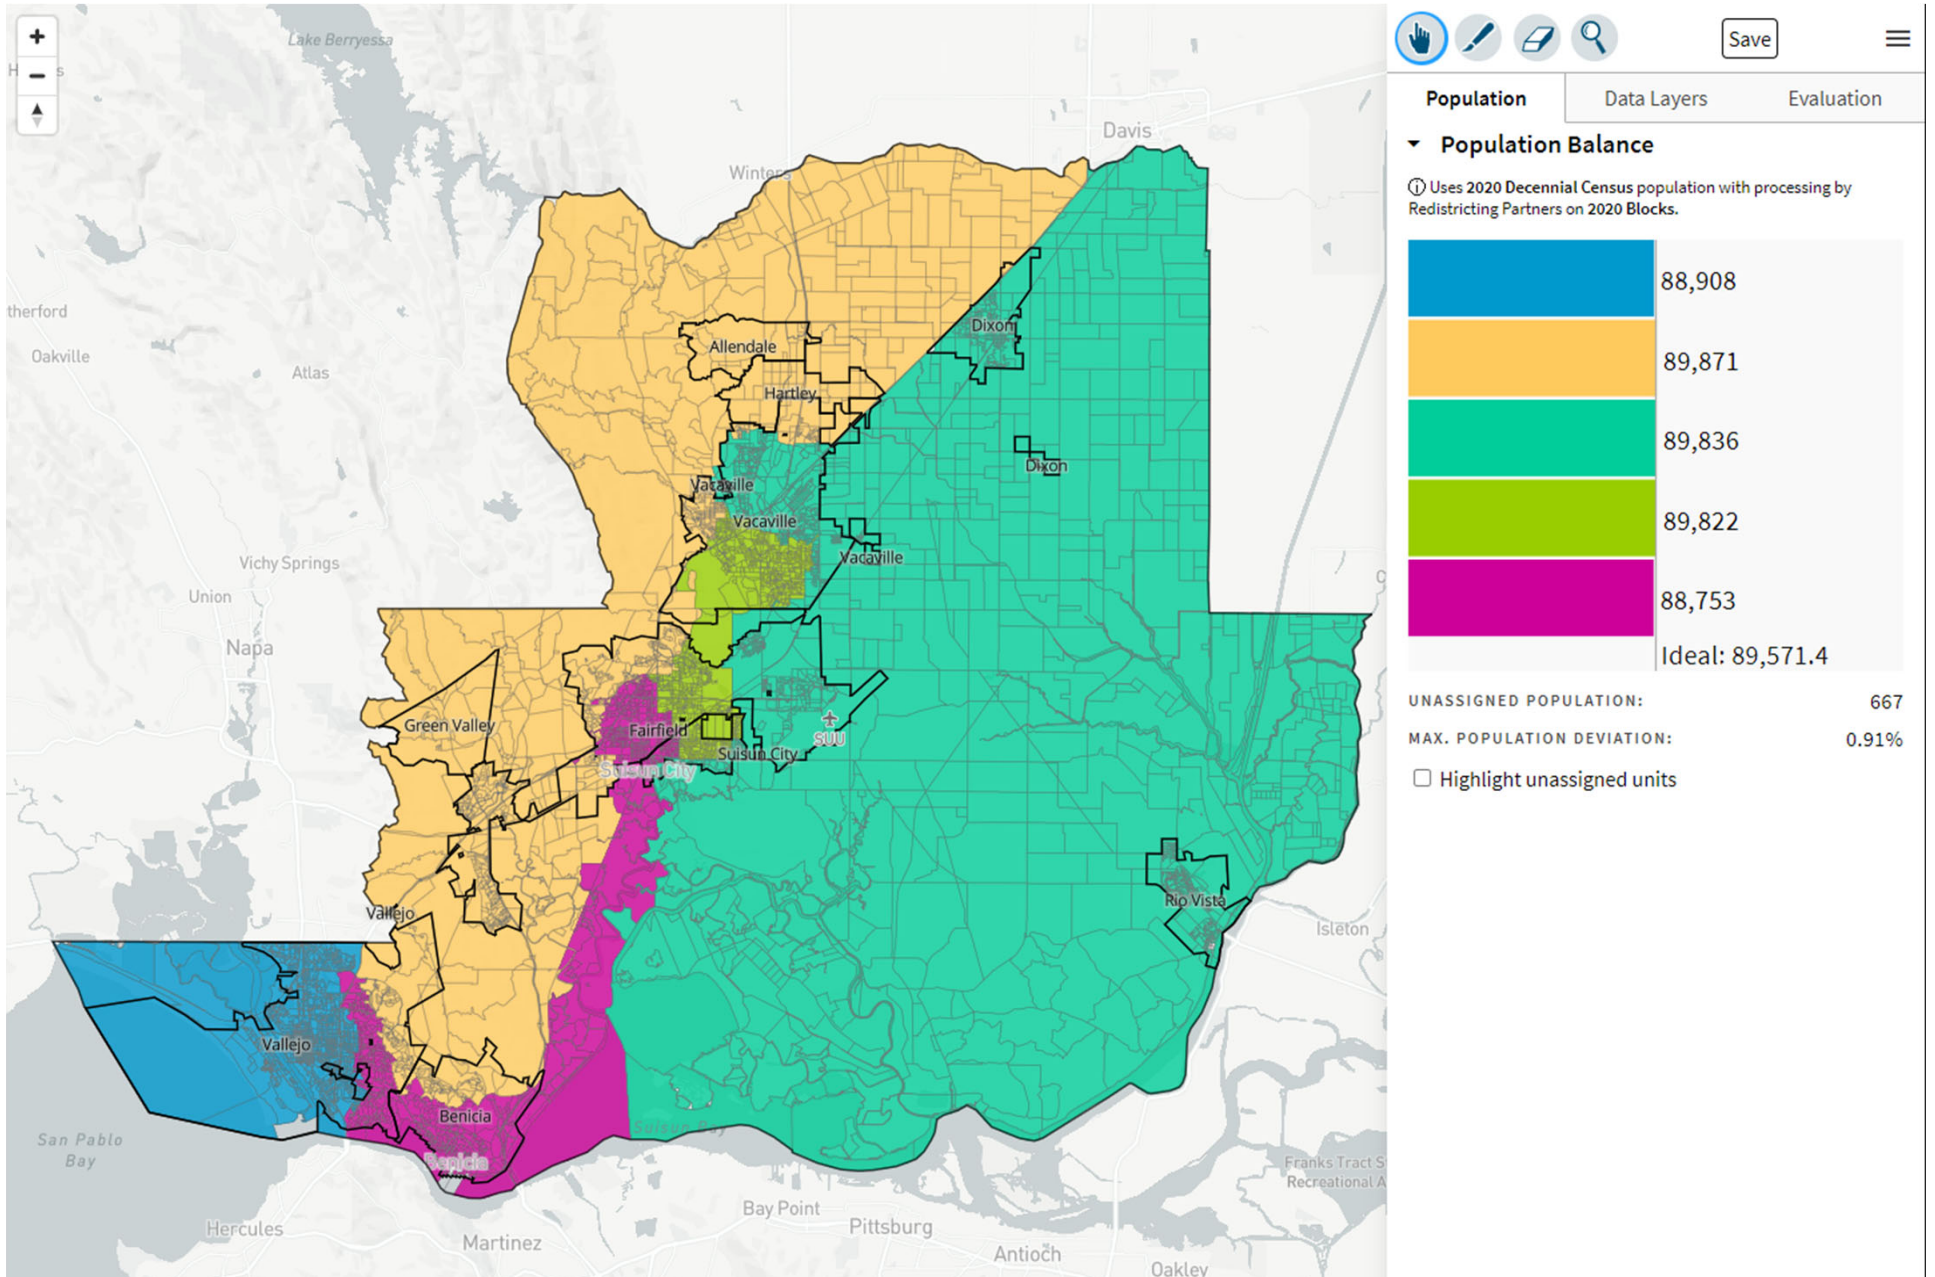 Lake Berryessa
Davis
Winters
therford
Oakville
Atlas
Dixon
Allendale
Hartley
Dixon
Vacaville
Vacaville
Vacaville
Vichy Springs
Union
Napa
Green Valley
Fairfield
Suisun City
SUU
Suisun City
Rio Vista
Vallejo
Isleton
Vallejo
Benicia
Suisun Bay
San Pablo
Bay
Benicia
Franks Tract S
Recreational A
Hercules
Bay Point
Pittsburg
Martinez
Antioch
Oakley
Save
Population
Data Layers
Evaluation
Population Balance
Uses 2020 Decennial Census population with processing by
Redistricting Partners on 2020 Blocks.
88,908
89,871
89,836
89,822
88,753
Ideal: 89,571.4
UNASSIGNED POPULATION: 667
MAX. POPULATION DEVIATION: 0.91%
Highlight unassigned units